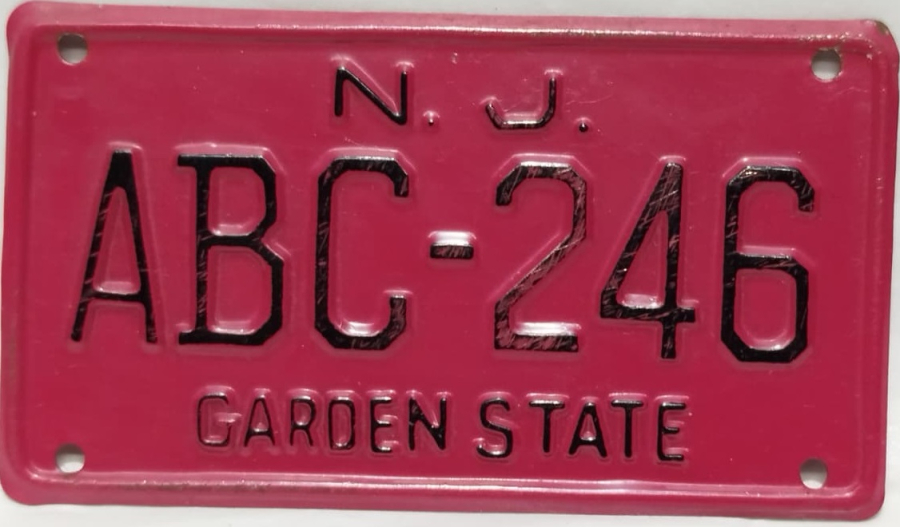 N. J.
ABC-246
GARDEN STATE